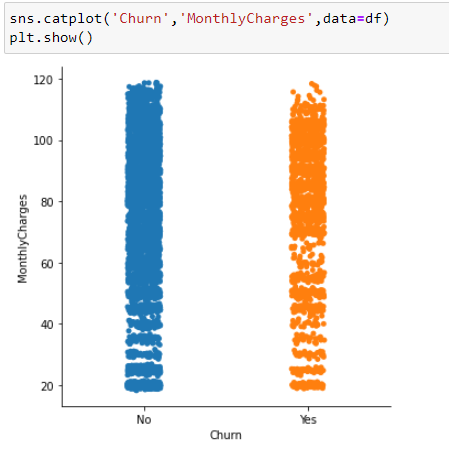 sns.catplot('Churn','MonthlyCharges',data=df)
plt.show()
120
100
80
60
40
20
MonthlyCharges
No Yes
Churn